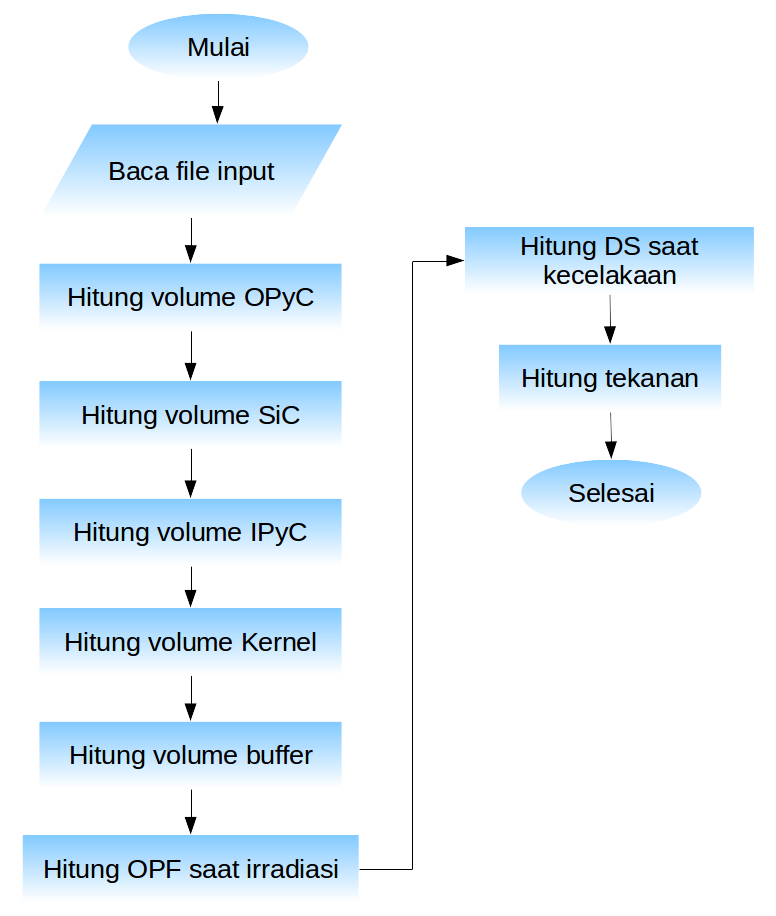 Mulai
Baca file input
Hitung volume OPyC
Hitung volume SiC
Hitung volume IPyC
Hitung volume Kernel
Hitung volume buffer
Hitung OPF saat irradiasi
Hitung DS saat
kecelakaan
Hitung tekanan
Selesai